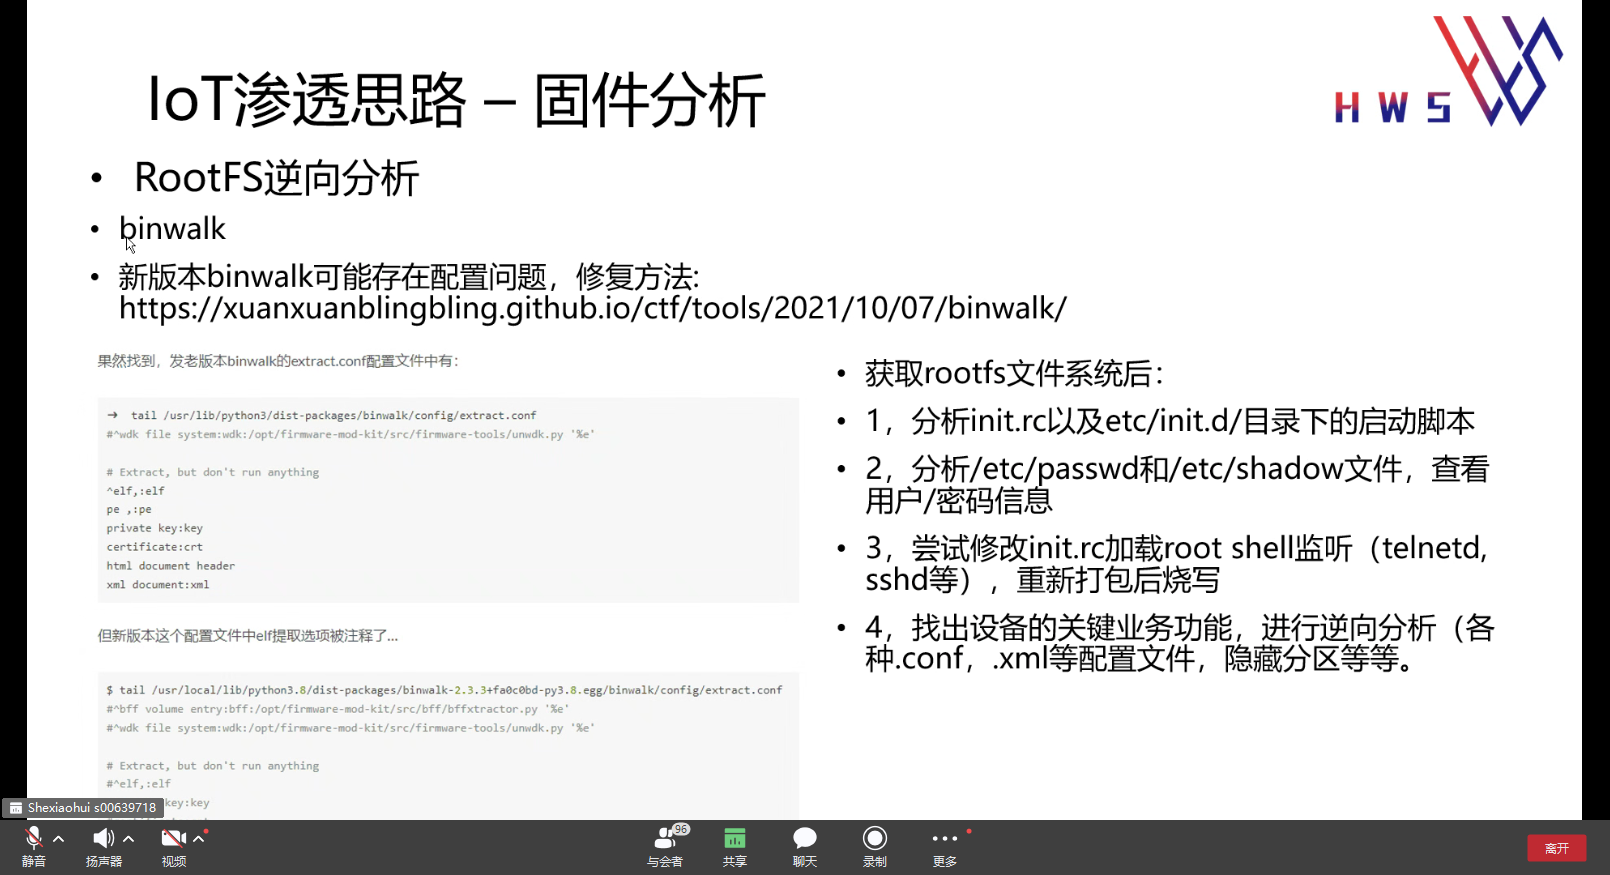 IoT渗透思路 – 固件分析
HWS
• RootFS逆向分析
• binwalk
• 新版本binwalk可能存在配置问题，修复方法:
https://xuanxuanblingbling.github.io/ctf/tools/2021/10/07/binwalk/
果然找到，发老版本binwalk的extract.conf配置文件中有：
➜ tail /usr/lib/python3/dist-packages/binwalk/config/extract.conf
#^wdk file system:wdk:/opt/firmware-mod-kit/src/firmware-tools/unwdk.py '%e'
# Extract, but don't run anything
^elf,:elf
pe ,:pe
private key:key
certificate:crt
html document header
xml document:xml
但新版本这个配置文件中elf提取选项被注释了...
$ tail /usr/local/lib/python3.8/dist-packages/binwalk-2.3.3+fa0c0bd-py3.8.egg/binwalk/config/extract.conf
#^bff volume entry:bff:/opt/firmware-mod-kit/src/bff/bffxtractor.py '%e'
#^wdk file system:wdk:/opt/firmware-mod-kit/src/firmware-tools/unwdk.py '%e'
# Extract, but don't run anything
#^elf,:elf
key:key
• 获取rootfs文件系统后：
• 1，分析init.rc以及etc/init.d/目录下的启动脚本
• 2，分析/etc/passwd和/etc/shadow文件，查看
用户/密码信息
• 3，尝试修改init.rc加载root shell监听（telnetd,
sshd等），重新打包后烧写
• 4，找出设备的关键业务功能，进行逆向分析（各
种.conf，.xml等配置文件，隐藏分区等等。
Shexiaohui s00639718
静音
扬声器
视频
96
与会者
共享
聊天
录制
更多
离开